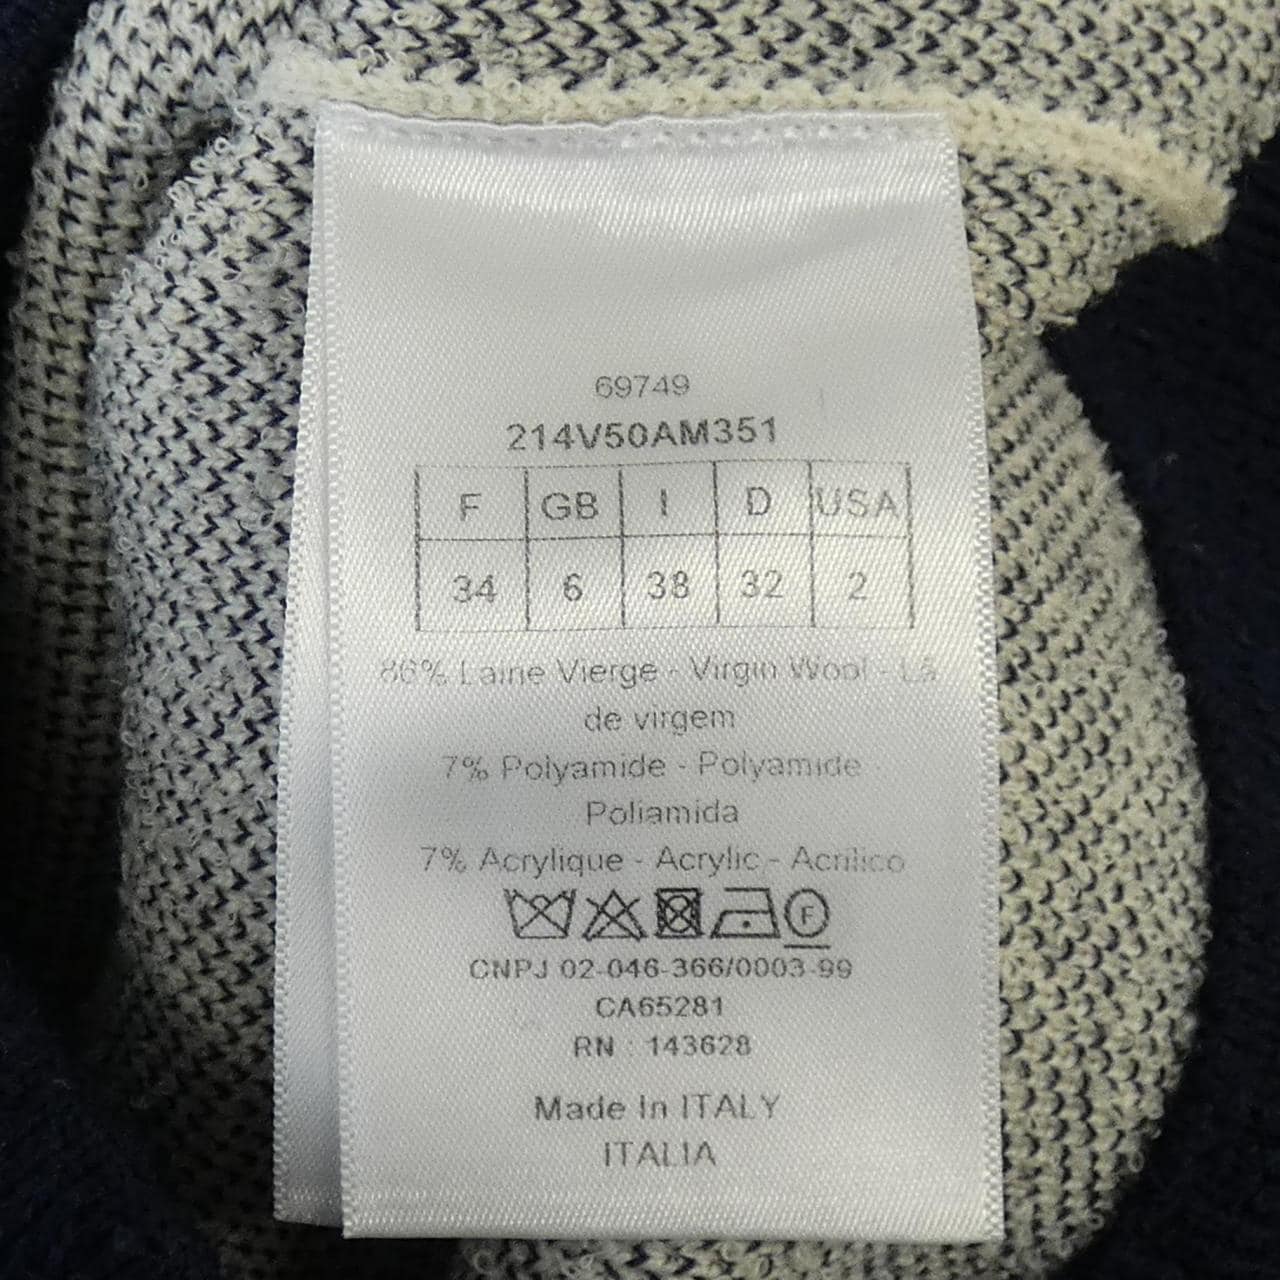 69749
214V50AM351
F GB I D USA
34 6 38 32 2
86% Laine Vierge - Virgin Wool - Lã
de virgem
7% Polyamide - Polyamide
Poliamida
7% Acrylique - Acrylic - Acrílico
F
CNPJ 02-046-366/0003-99
CA65281
RN : 143628
Made In ITALY
ITALIA